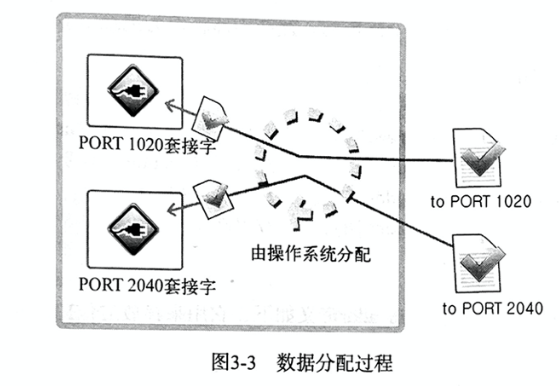 PORT 1020套接字
to PORT 1020
由操作系统分配
PORT 2040套接字
to PORT 2040
图3-3 数据分配过程